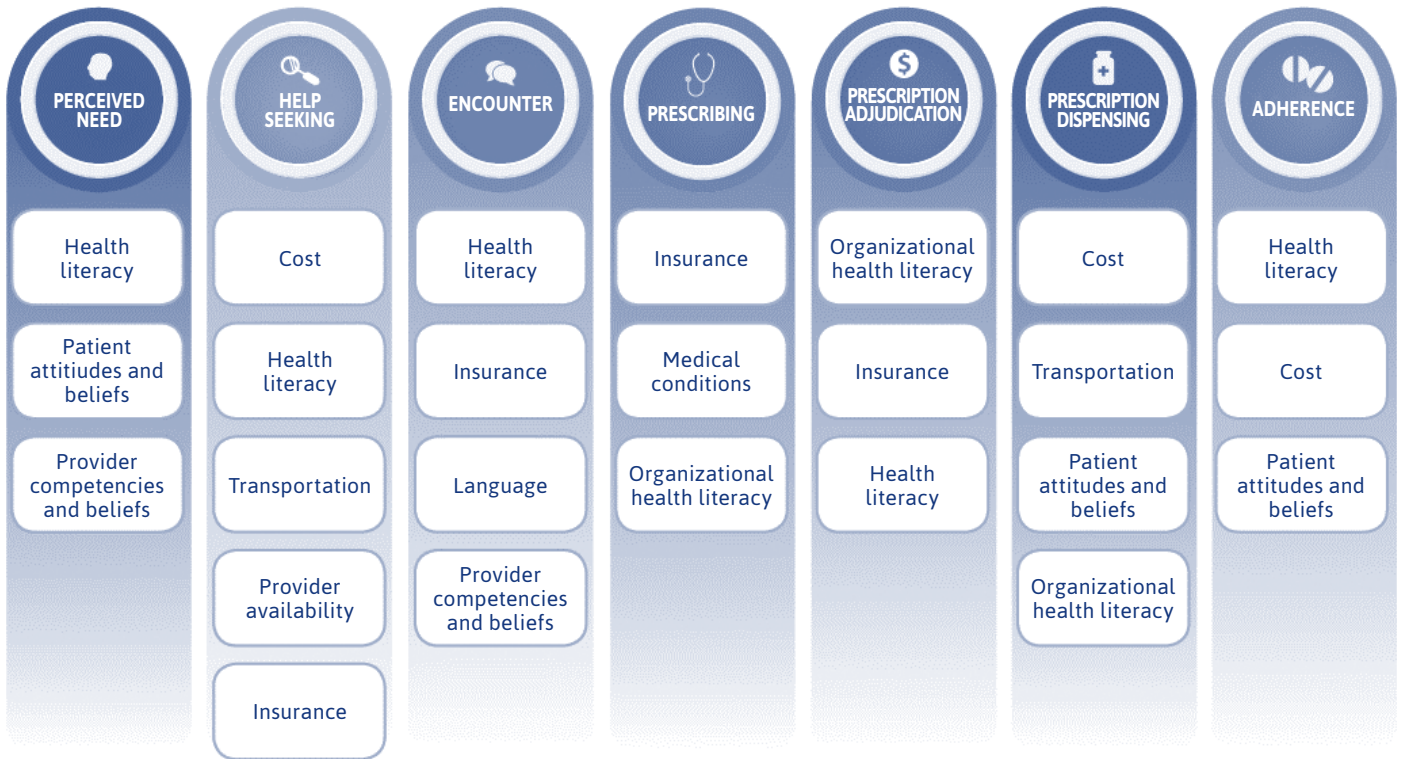 PERCEIVED
NEED
Health
literacy
Patient
attitiudes and
beliefs
Provider
competencies
and beliefs
HELP
SEEKING
Cost
Health
literacy
Transportation
Provider
availability
Insurance
ENCOUNTER
Health
literacy
Insurance
Language
Provider
competencies
and beliefs
PRESCRIBING
Insurance
Medical
conditions
Organizational
health literacy
PRESCRIPTION
ADJUDICATION
Organizational
health literacy
Insurance
Health
literacy
PRESCRIPTION
DISPENSING
Cost
Transportation
Patient
attitudes and
beliefs
Organizational
health literacy
ADHERENCE
Health
literacy
Cost
Patient
attitudes and
beliefs